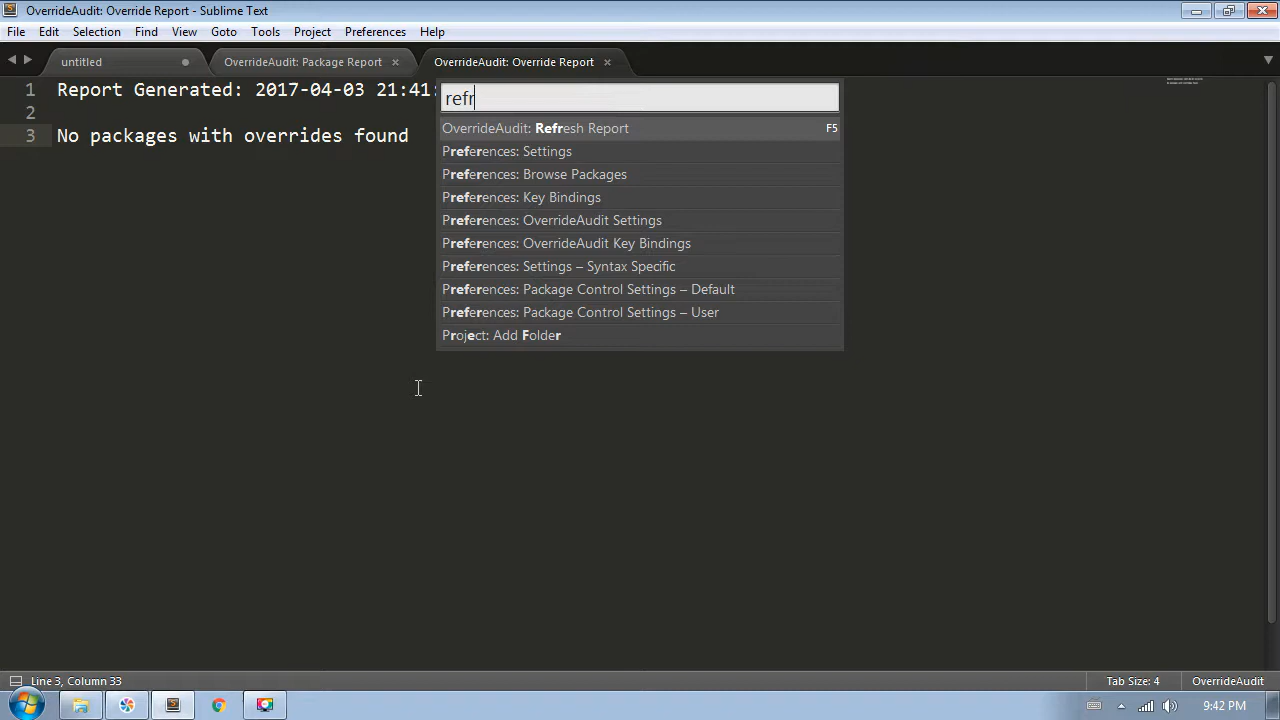 OverrideAudit: Override Report - Sublime Text
File Edit Selection Find View Goto Tools Project Preferences Help
untitled OverrideAudit: Package Report OverrideAudit: Override Report
1 Report Generated: 2017-04-03 21:41:
2
3 No packages with overrides found
refr
OverrideAudit: Refresh Report F5
Preferences: Settings
Preferences: Browse Packages
Preferences: Key Bindings
Preferences: OverrideAudit Settings
Preferences: OverrideAudit Key Bindings
Preferences: Settings – Syntax Specific
Preferences: Package Control Settings – Default
Preferences: Package Control Settings – User
Project: Add Folder
Line 3, Column 33 Tab Size: 4 OverrideAudit
9:42 PM